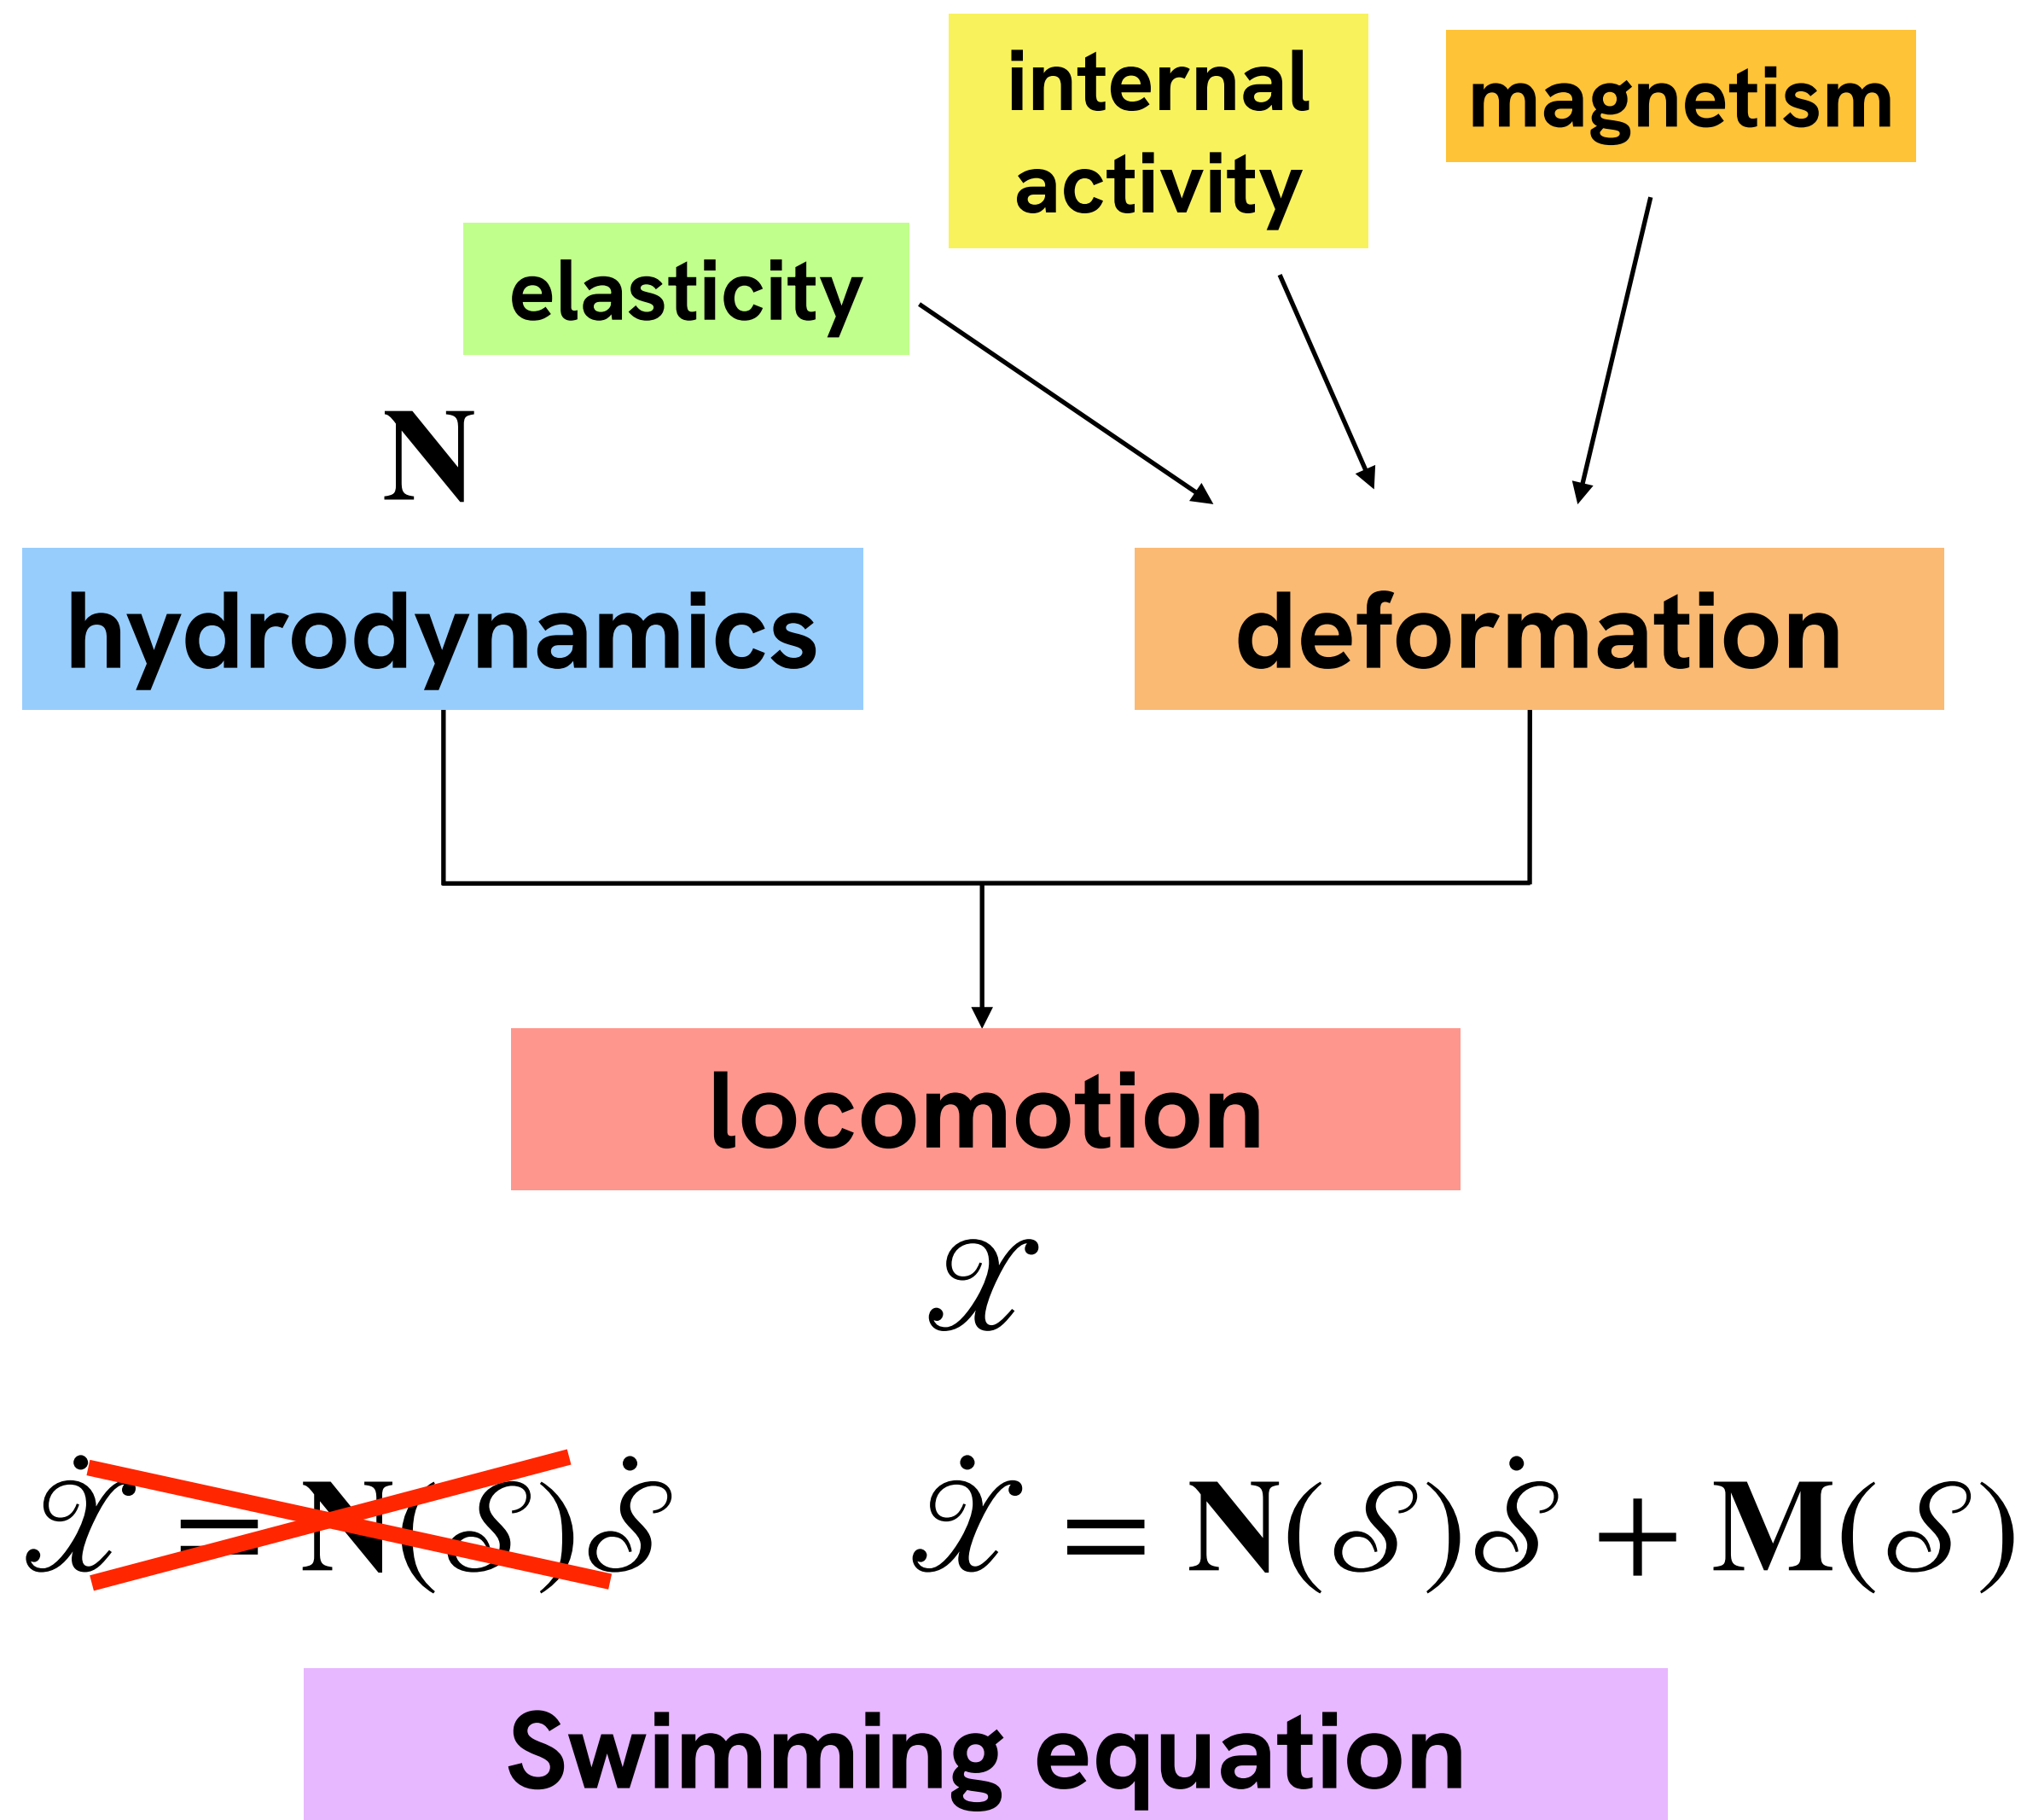 internal
activity
magnetism
elasticity
N
hydrodynamics
deformation
locomotion
𝒳
𝒳̇ = N(𝒮)𝒮̇
𝒳̇ = N(𝒮)𝒮̇ + M(𝒮)
Swimming equation